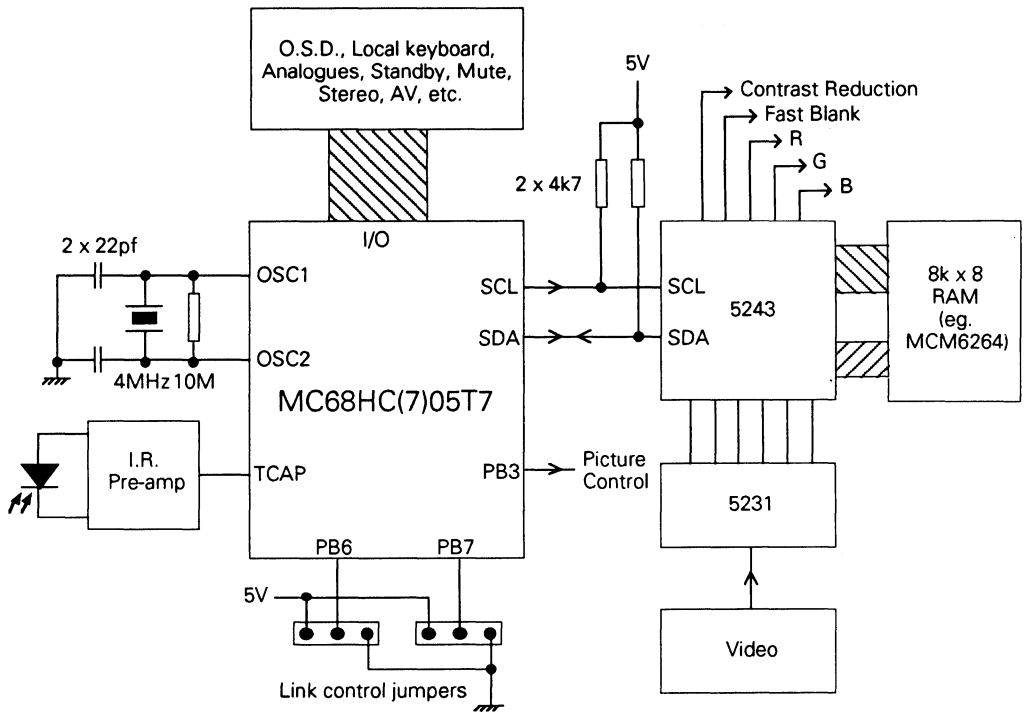 O.S.D., Local keyboard,
Analogues, Standby, Mute,
Stereo, AV, etc.
5V
Contrast Reduction
Fast Blank
R
G
B
2 x 4k7
I/O
2 x 22pf
OSC1
SCL
SCL
5243
8k x 8
RAM
(eg.
MCM6264)
SDA
SDA
OSC2
4MHz 10M
MC68HC(7)05T7
I.R.
Pre-amp
TCAP
PB3
Picture
Control
5231
PB6
PB7
5V
Video
Link control jumpers